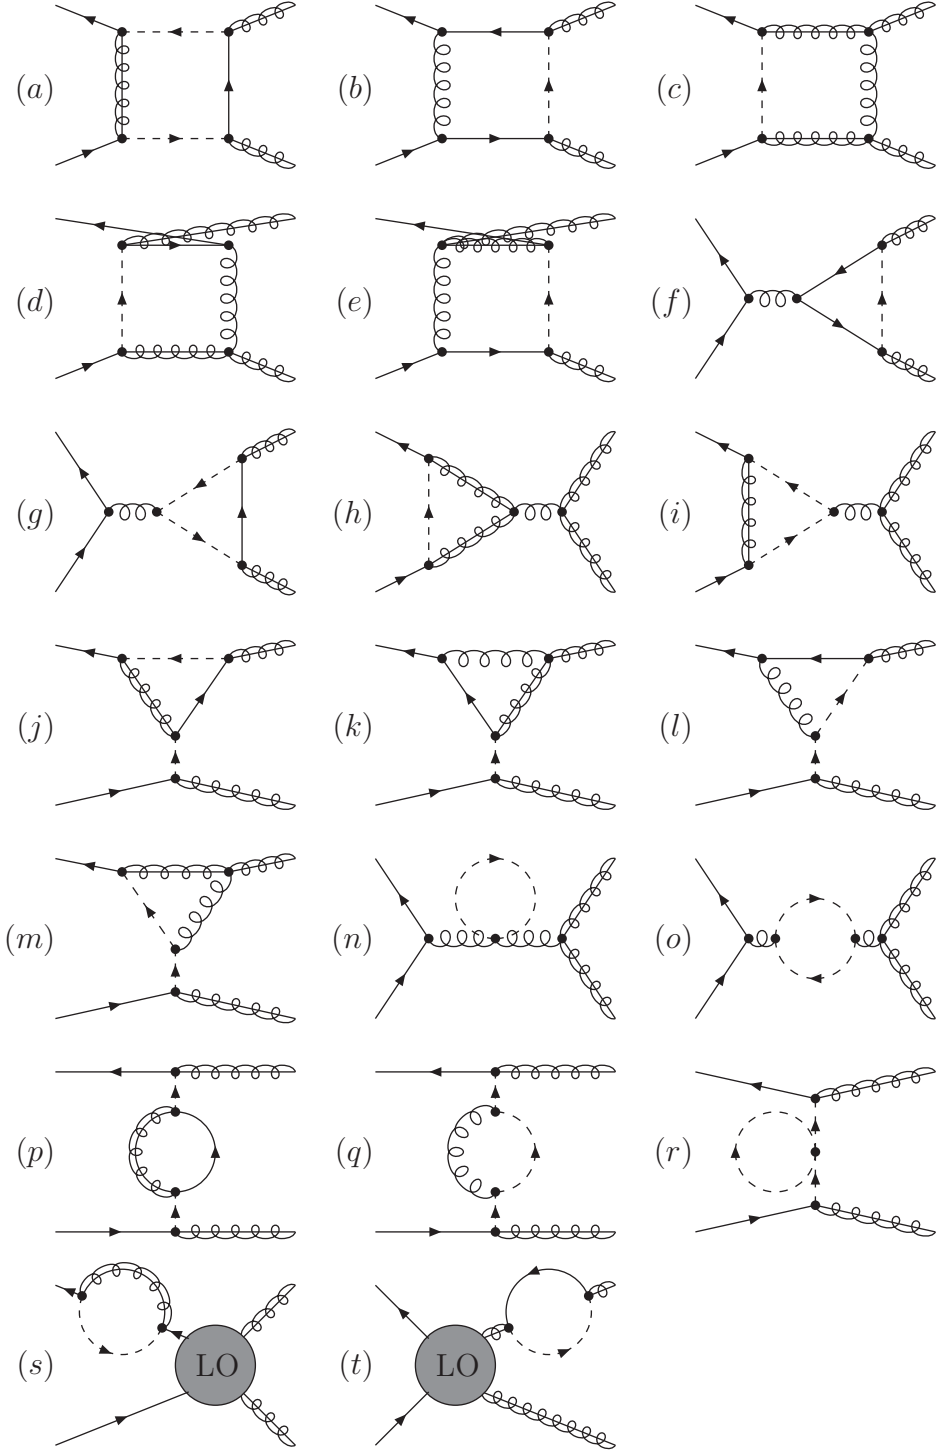 (a) (b) (c)
(d) (e) (f)
(g) (h) (i)
(j) (k) (l)
(m) (n) (o)
(p) (q) (r)
(s) LO (t) LO